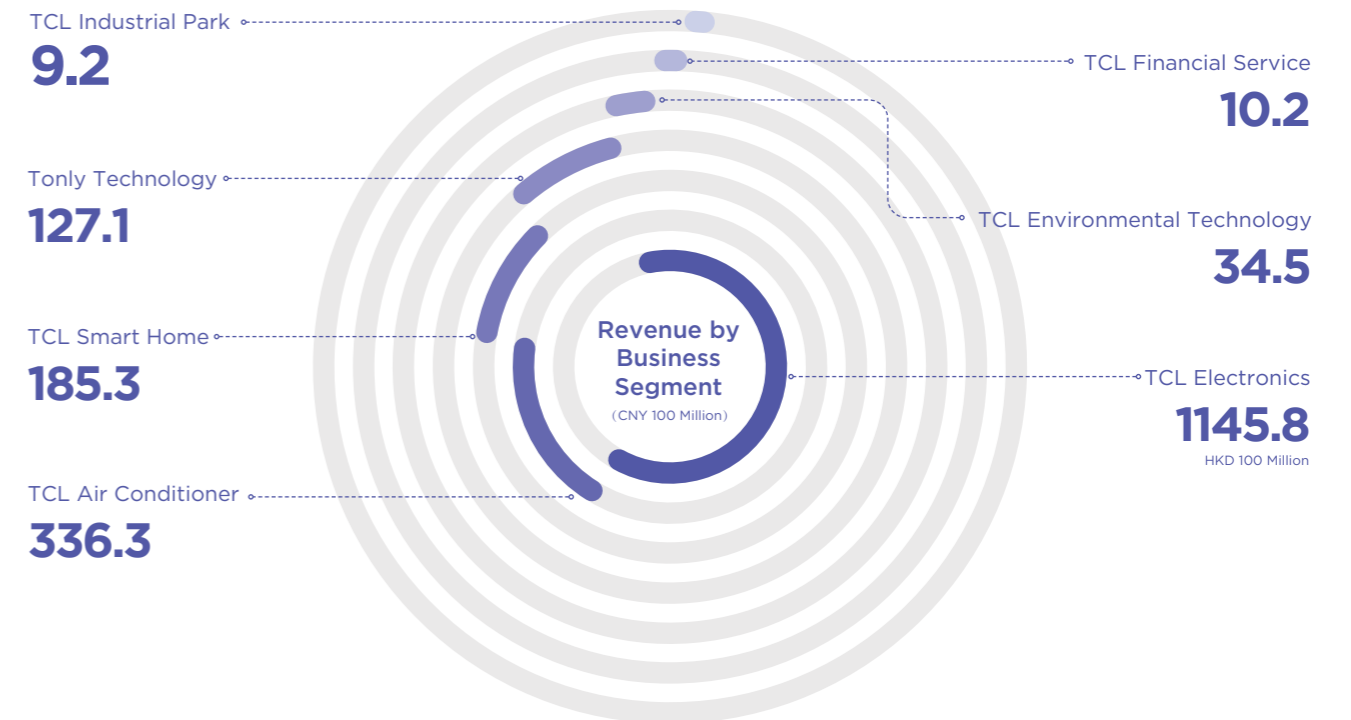 TCL Industrial Park
9.2
TCL Financial Service
10.2
Tonly Technology
127.1
TCL Environmental Technology
34.5
TCL Smart Home
185.3
Revenue by
Business
Segment
(CNY 100 Million)
TCL Electronics
1145.8
HKD 100 Million
TCL Air Conditioner
336.3